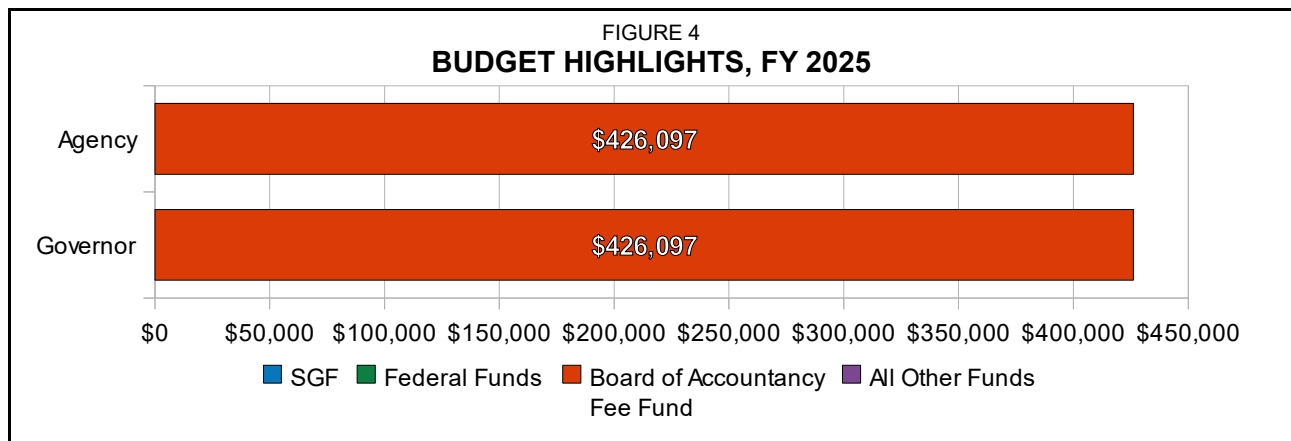 FIGURE 4
BUDGET HIGHLIGHTS, FY 2025
Agency
$426,097
Governor
$426,097
$0 $50,000 $100,000 $150,000 $200,000 $250,000 $300,000 $350,000 $400,000 $450,000
SGF Federal Funds Board of Accountancy All Other Funds
Fee Fund